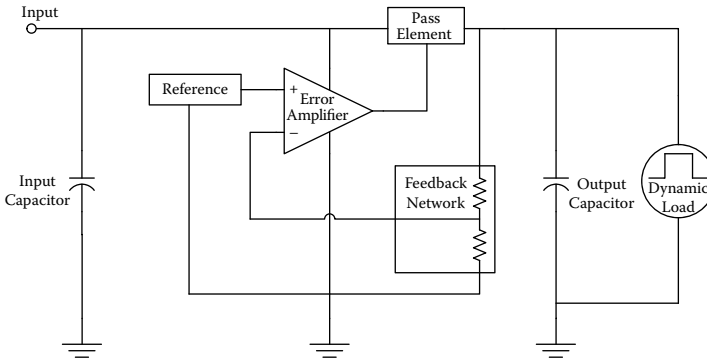 Input
Pass
Element
Reference
+
Error
Amplifier
−
Input
Capacitor
Feedback
Network
Output
Capacitor
Dynamic
Load